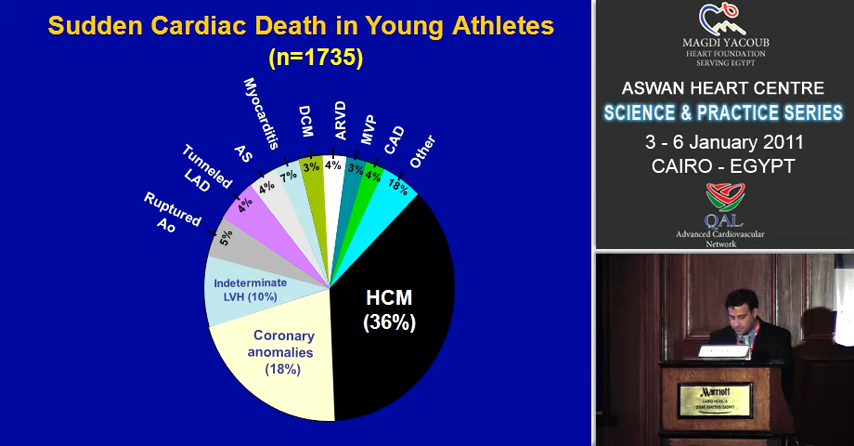 Sudden Cardiac Death in Young Athletes
(n=1735)
Ruptured
Ao
Tunneled
LAD
AS
Myocarditis
DCM
ARVD
MVP
CAD
Other
5%
4%
4%
7%
3%
4%
3%
4%
18%
Indeterminate
LVH (10%)
Coronary
anomalies
(18%)
HCM
(36%)
MAGDI YACOUB
HEART FOUNDATION
SERVING EGYPT
ASWAN HEART CENTRE
SCIENCE & PRACTICE SERIES
3 - 6 January 2011
CAIRO - EGYPT
QAL
Advanced Cardiovascular
Network
Marriott